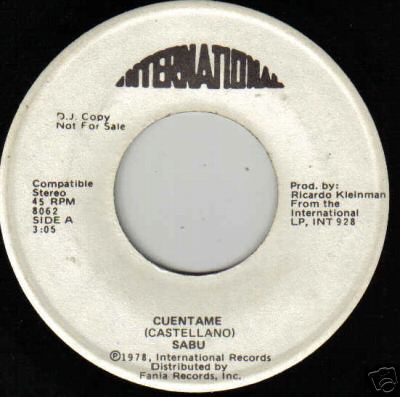 INTERNATIONAL
D.J. Copy
Not For Sale
Compatible
Stereo
45 RPM
8062
SIDE A
3:05
Prod. by:
Ricardo Kleinman
From the
International
LP, INT 928
CUENTAME
(CASTELLANO)
SABU
Ⓟ1978, International Records
Distributed by
Fania Records, Inc.